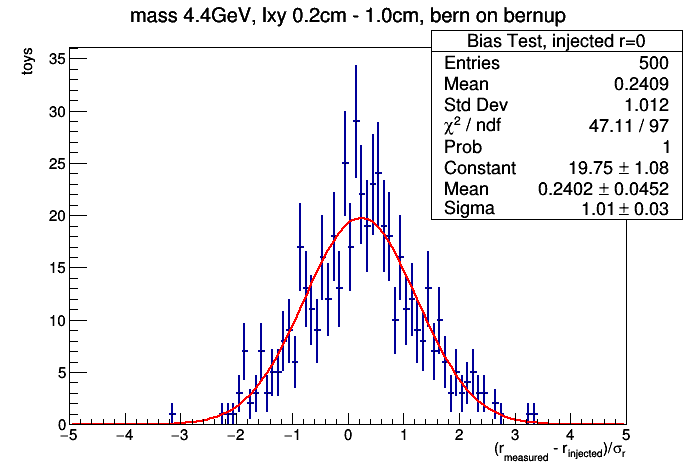 mass 4.4GeV, lxy 0.2cm - 1.0cm, bern on bernup
Bias Test, injected r=0
Entries 500
Mean 0.2409
Std Dev 1.012
χ² / ndf 47.11 / 97
Prob 1
Constant 19.75 ± 1.08
Mean 0.2402 ± 0.0452
Sigma 1.01 ± 0.03
toys
35
30
25
20
15
10
5
0
−5 −4 −3 −2 −1 0 1 2 3 4 5
(r_measured - r_injected)/σ_r